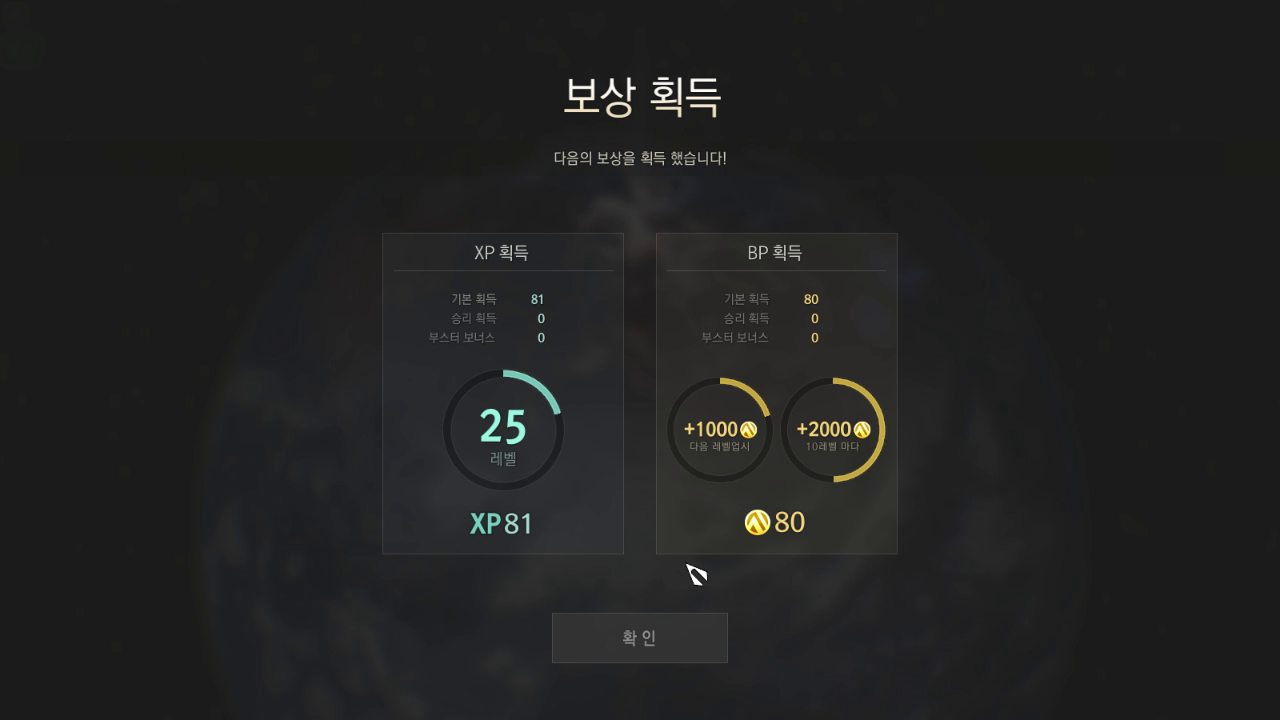 보상 획득
다음의 보상을 획득 했습니다!
XP 획득
기본 획득 81
승리 획득 0
부스터 보너스 0
25
레벨
XP 81
BP 획득
기본 획득 80
승리 획득 0
부스터 보너스 0
+1000
다음 레벨업시
+2000
10레벨 마다
80
확 인